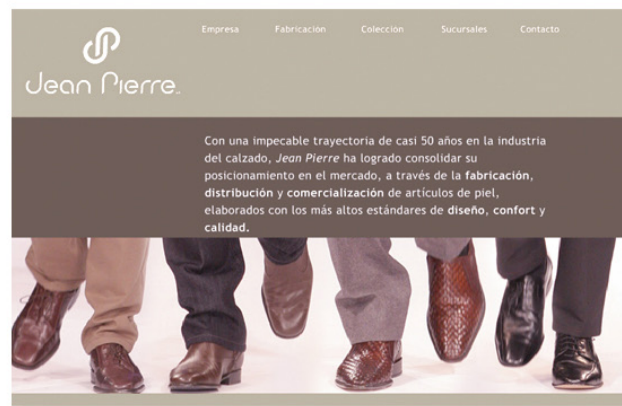 Empresa Fabricación Colección Sucursales Contacto
Jean Pierre
Con una impecable trayectoria de casi 50 años en la industria
del calzado, Jean Pierre ha logrado consolidar su
posicionamiento en el mercado, a través de la fabricación,
distribución y comercialización de artículos de piel,
elaborados con los más altos estándares de diseño, confort y
calidad.